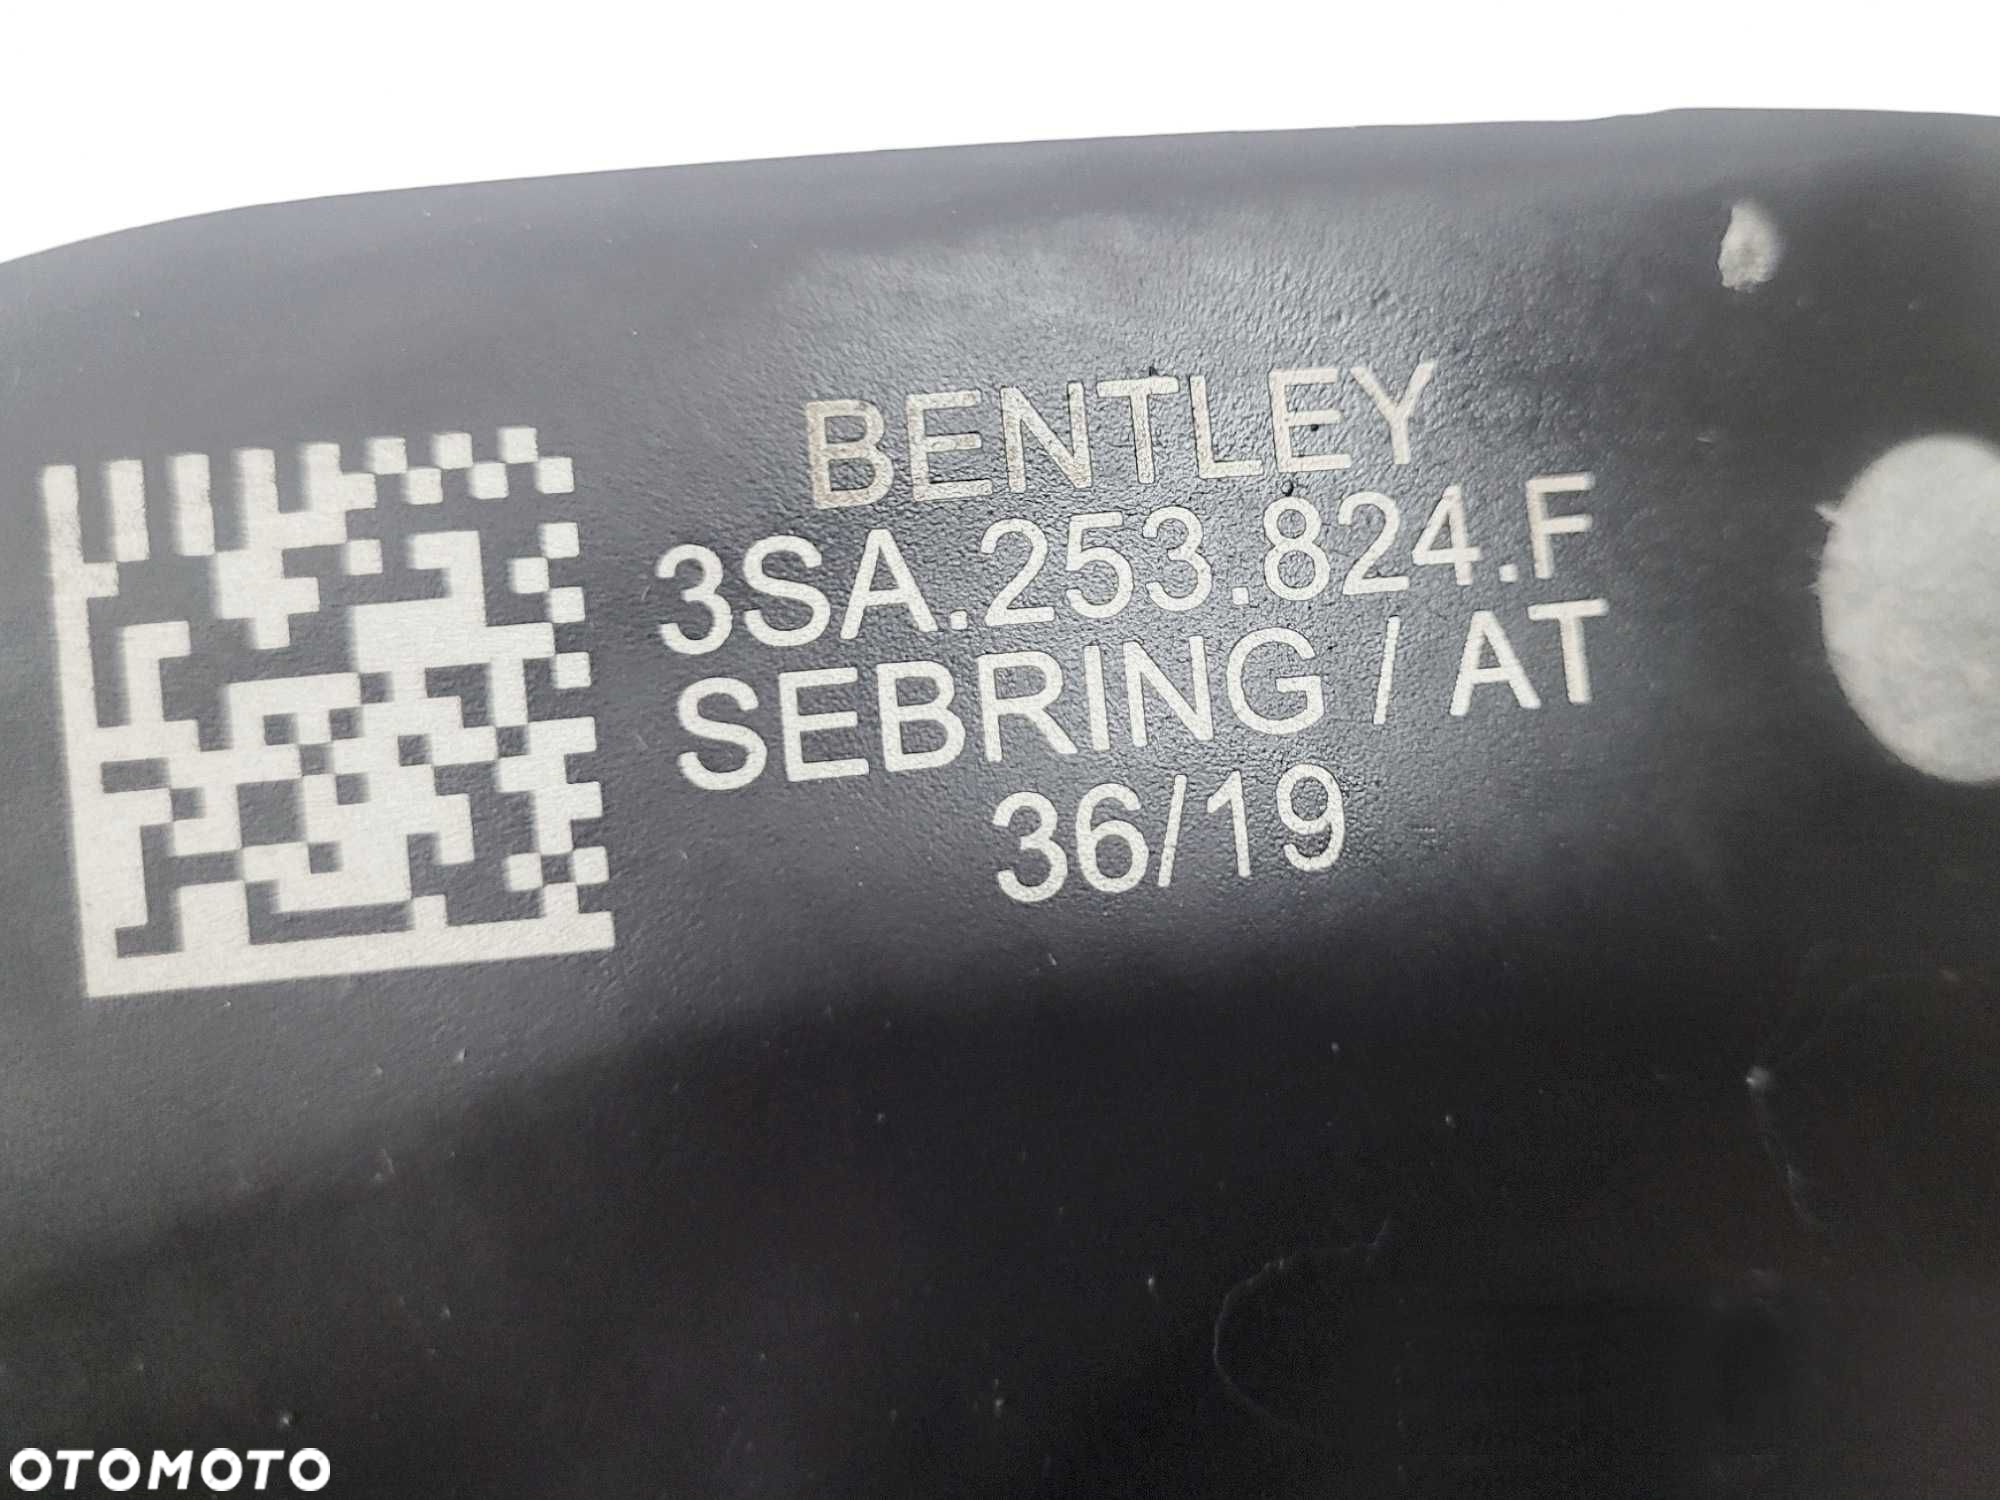 BENTLEY
3SA.253.824.F
SEBRING / AT
36/19
OTOMOTO